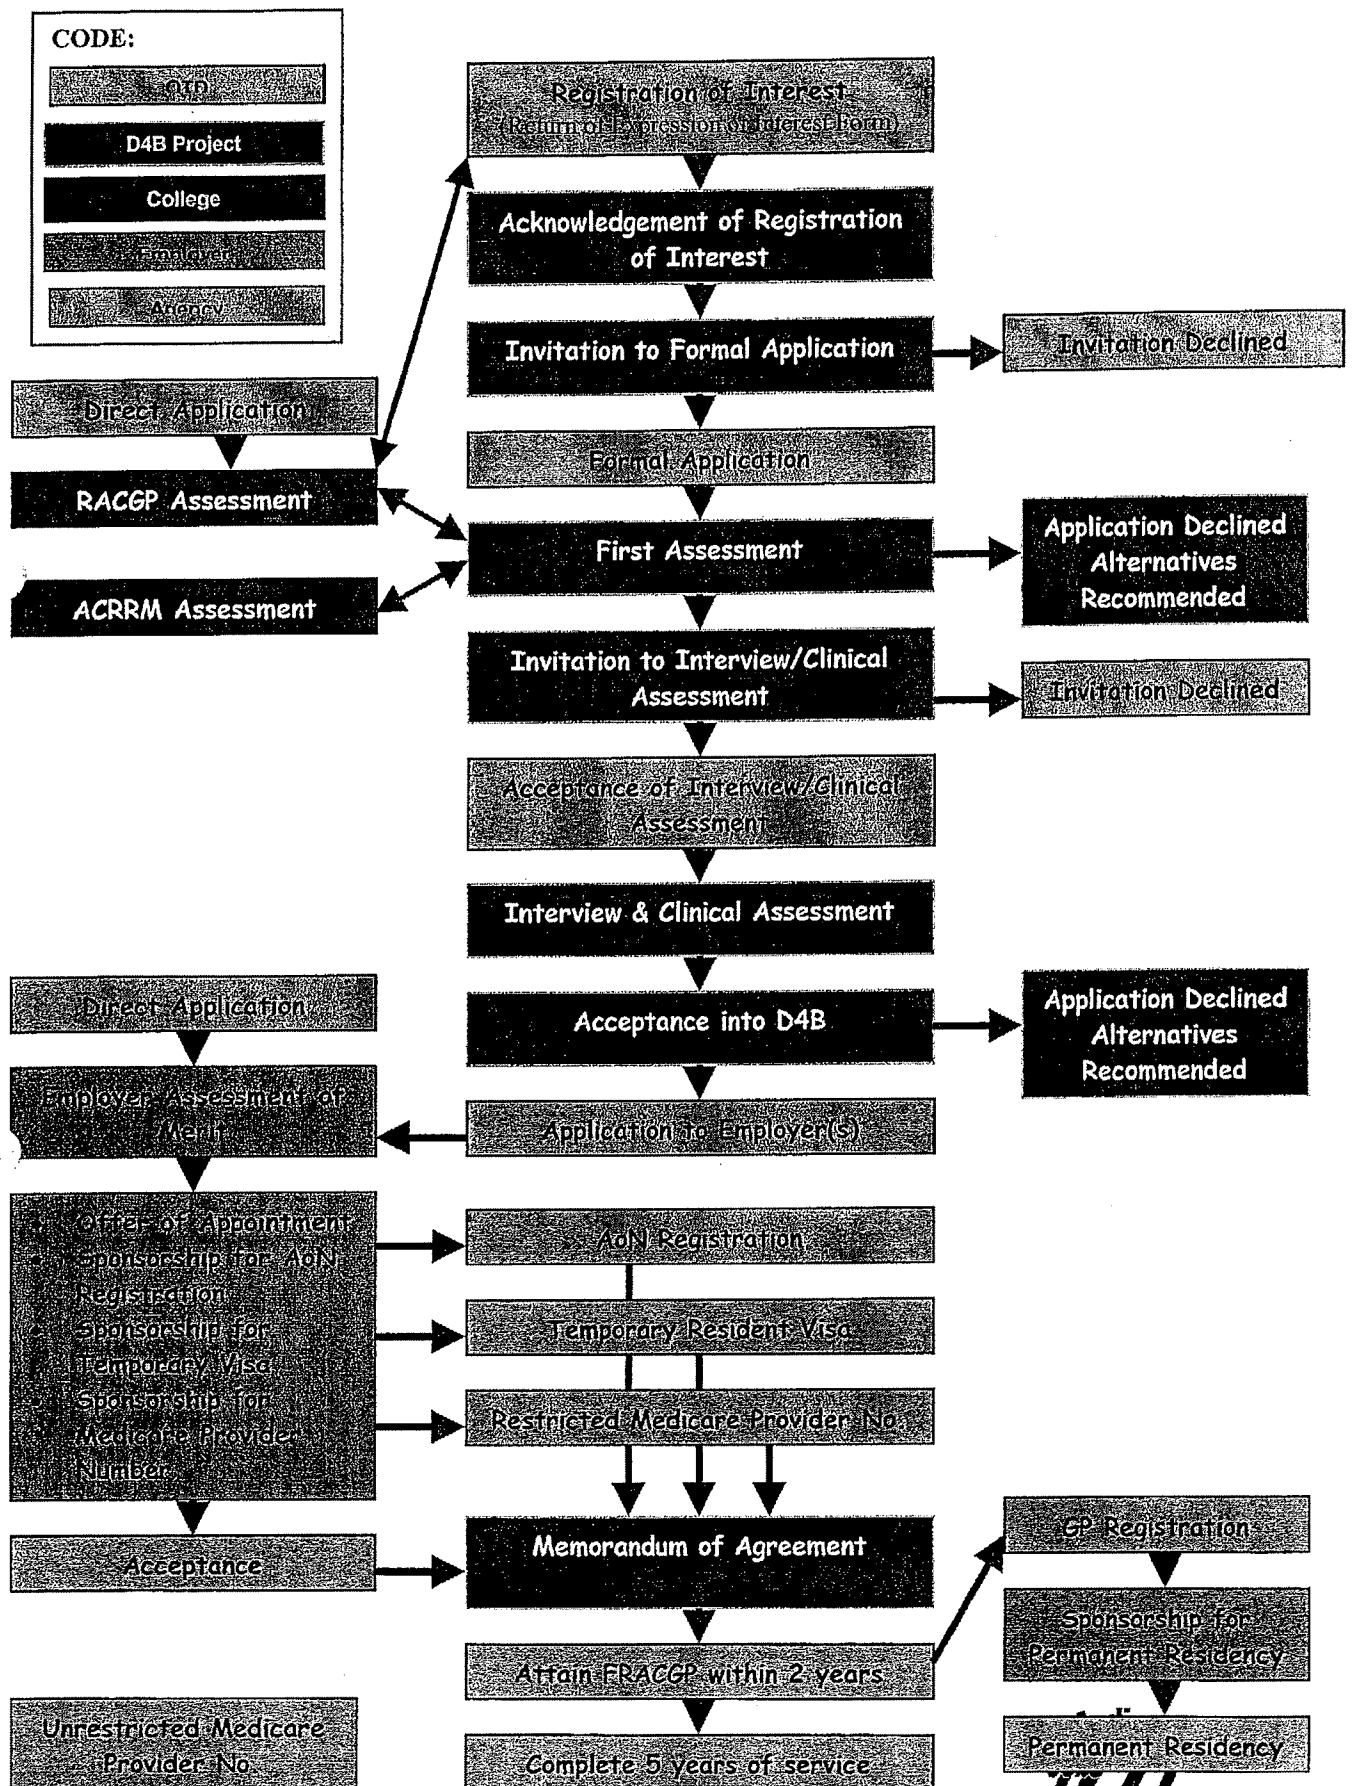 CODE:
OTD
D4B Project
College
Employer
Agency
Registration of Interest
(Return of Expression of Interest Form)
Acknowledgement of Registration
of Interest
Invitation to Formal Application
Invitation Declined
Direct Application
Formal Application
RACGP Assessment
First Assessment
Application Declined
Alternatives
Recommended
ACRRM Assessment
Invitation to Interview/Clinical
Assessment
Invitation Declined
Acceptance of Interview/Clinical
Assessment
Interview & Clinical Assessment
Direct Application
Acceptance into D4B
Application Declined
Alternatives
Recommended
Employer Assessment of
Merit
Application to Employer(s)
• Offer of Appointment
• Sponsorship for AoN
Registration
• Sponsorship for
Temporary Visa
• Sponsorship for
Medicare Provider
Number
AoN Registration
Temporary Resident Visa
Restricted Medicare Provider No.
Memorandum of Agreement
Acceptance
GP Registration
Sponsorship for
Permanent Residency
Attain FRACGP within 2 years
Unrestricted Medicare
Provider No.
Complete 5 years of service
Permanent Residency